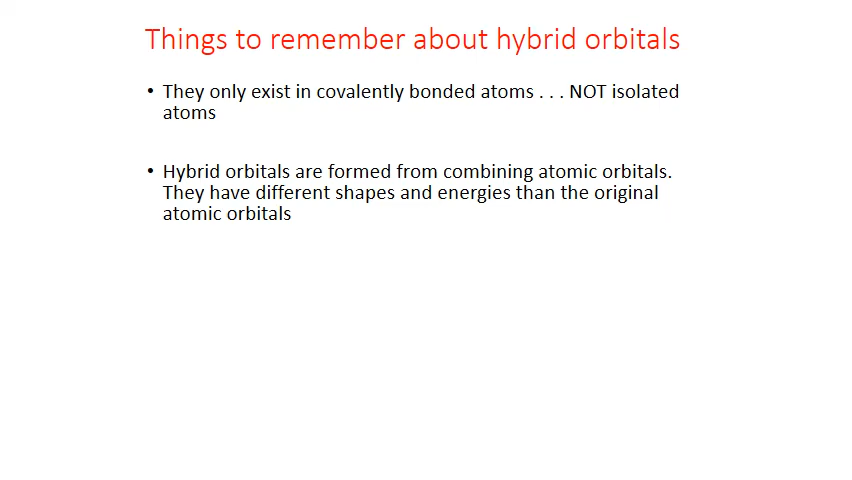 Things to remember about hybrid orbitals
• They only exist in covalently bonded atoms . . . NOT isolated
atoms
• Hybrid orbitals are formed from combining atomic orbitals.
They have different shapes and energies than the original
atomic orbitals